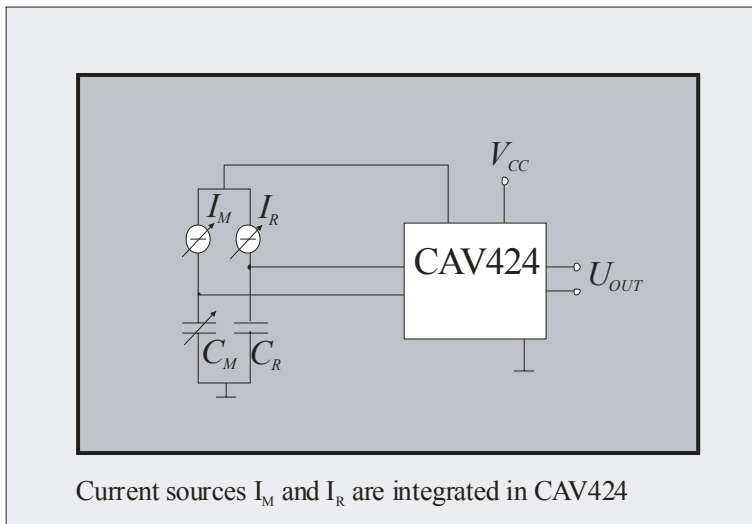 V_CC
I_M I_R
CAV424
U_OUT
C_M C_R
Current sources I_M and I_R are integrated in CAV424